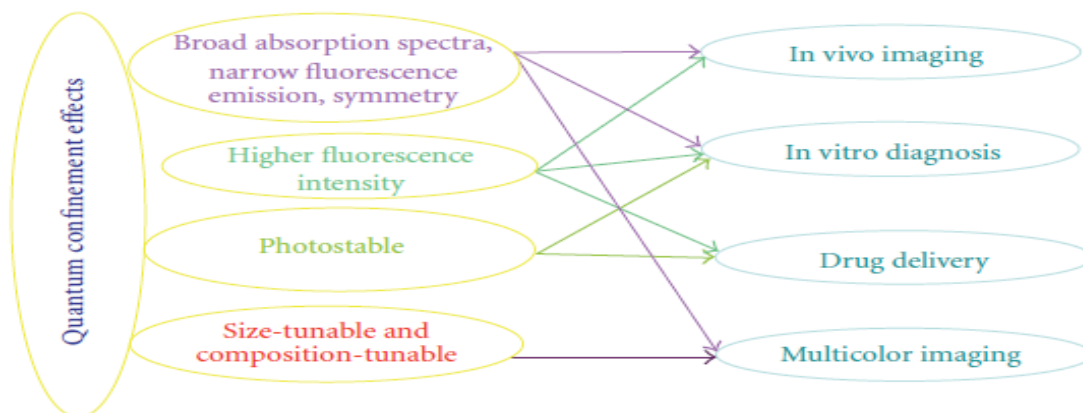 Quantum confinement effects
Broad absorption spectra,
narrow fluorescence
emission, symmetry
Higher fluorescence
intensity
Photostable
Size-tunable and
composition-tunable
In vivo imaging
In vitro diagnosis
Drug delivery
Multicolor imaging